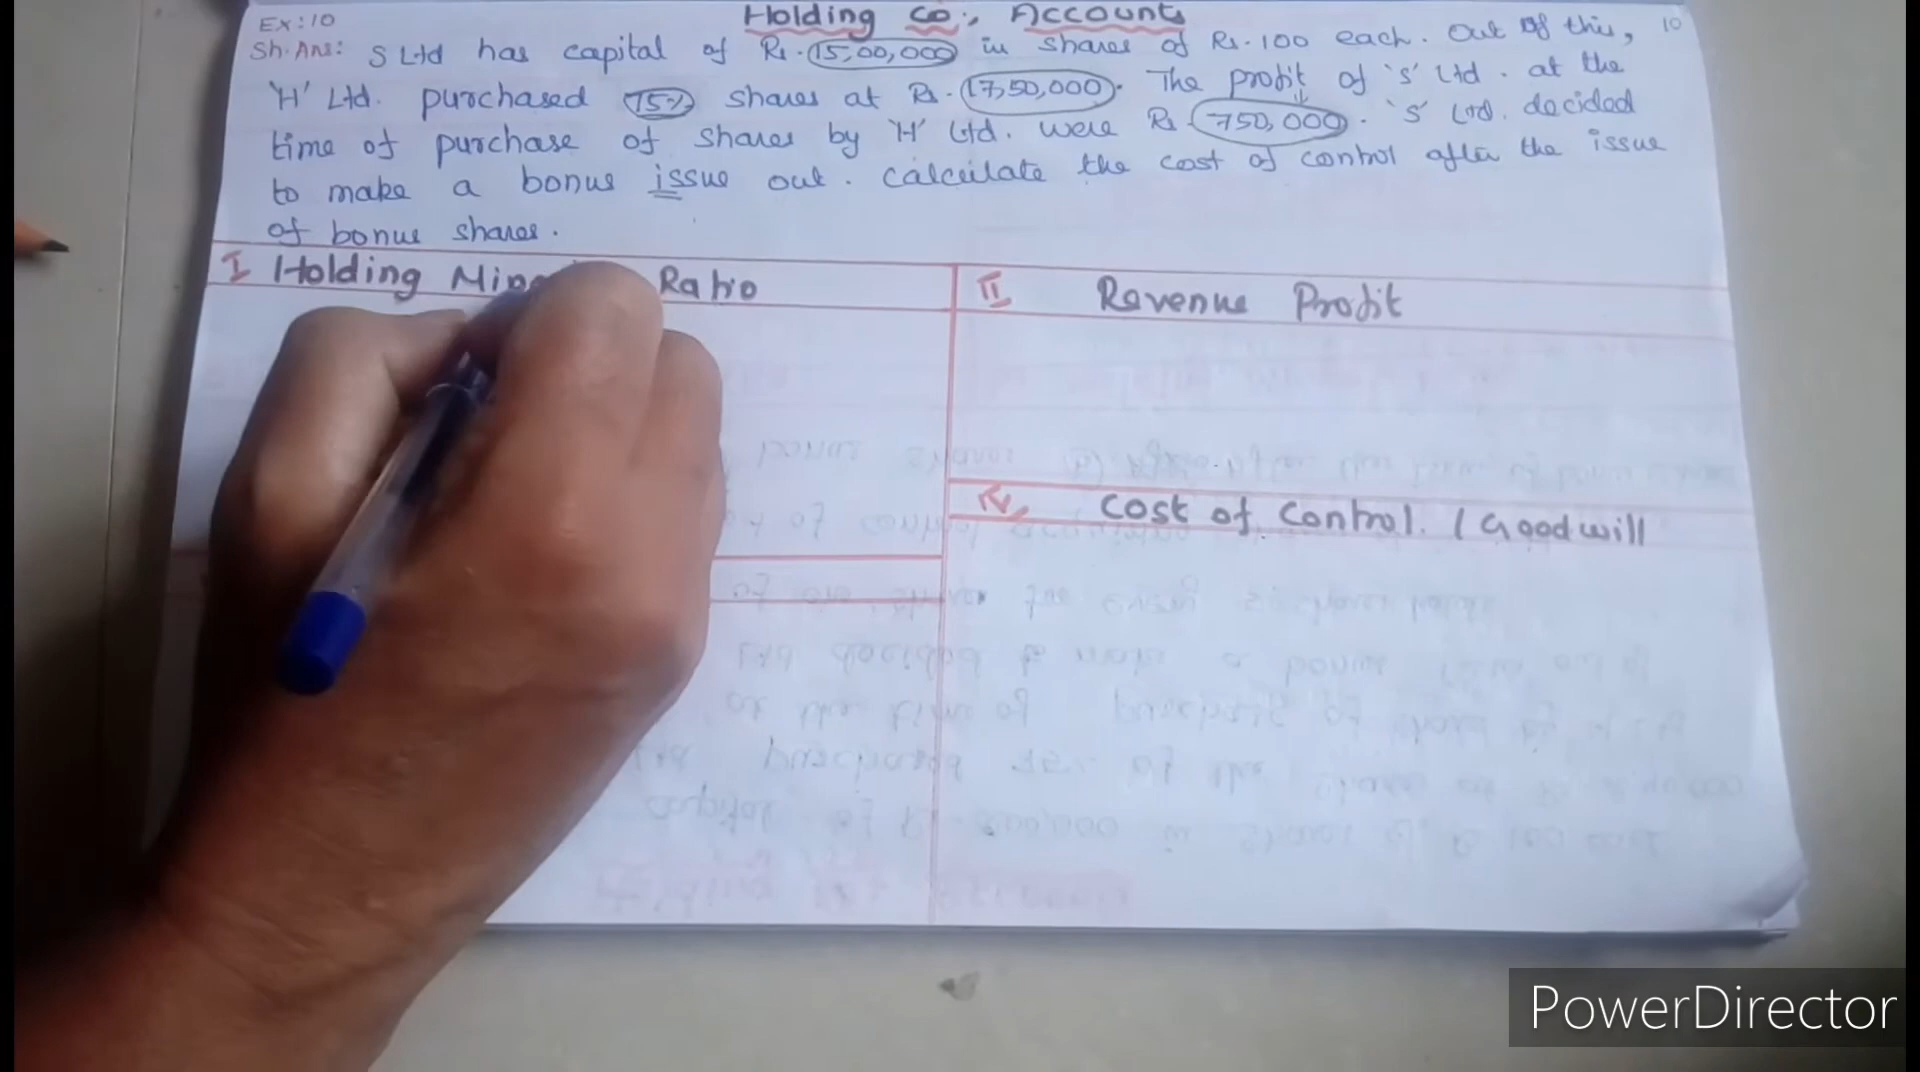 Holding Co., Accounts
Ex:10
10
Sh. Ans: S Ltd has capital of Rs. 15,00,000 in shares of Rs. 100 each. Out of this,
'H' Ltd. purchased 75% shares at Rs. 17,50,000. The profit of 'S' Ltd. at the
time of purchase of shares by 'H' Ltd. were Rs. 750,000. 'S' Ltd. decided
to make a bonus issue out. Calculate the cost of control after the issue
of bonus shares.
I Holding Ratio
II Revenue Profit
IV, Cost of Control. / Goodwill
PowerDirector